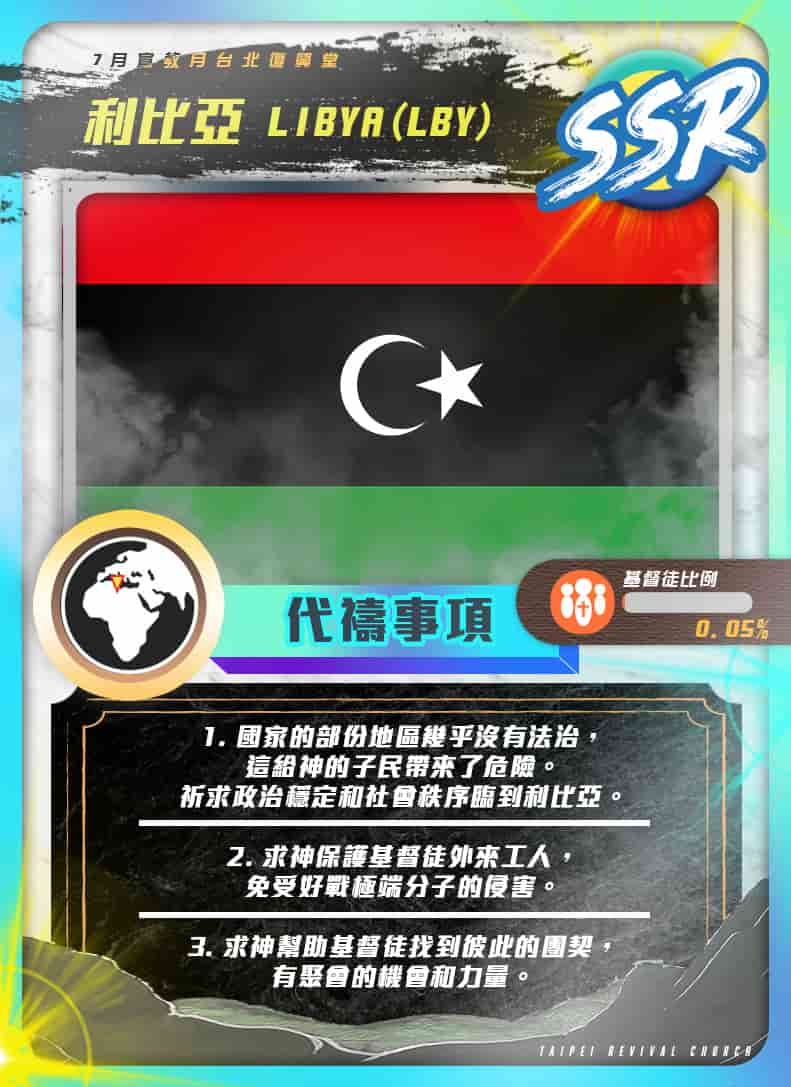 7月宣教月台北復興堂
利比亞 LIBYA(LBY)
SSR
基督徒比例
0.05%
代禱事項
1. 國家的部份地區幾乎沒有法治，
這給神的子民帶來了危險。
祈求政治穩定和社會秩序臨到利比亞。
2. 求神保護基督徒外來工人，
免受好戰極端分子的侵害。
3. 求神幫助基督徒找到彼此的團契，
有聚會的機會和力量。
TAIPEI REVIVAL CHURCH